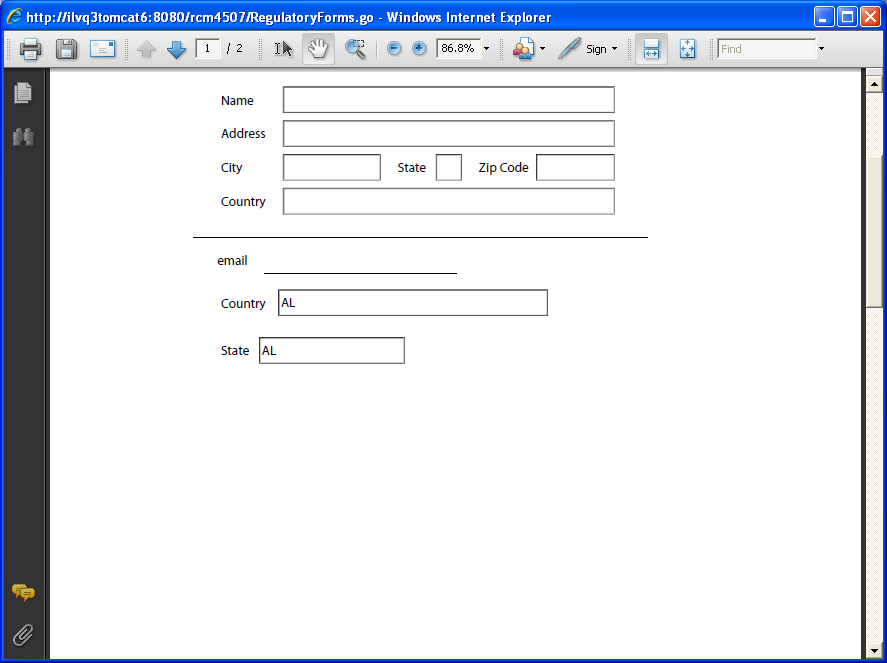 http://ilvq3tomcat6:8080/rcm4507/RegulatoryForms.go - Windows Internet Explorer
1 / 2 86.8% Sign Find
Name
Address
City State Zip Code
Country
email
Country AL
State AL